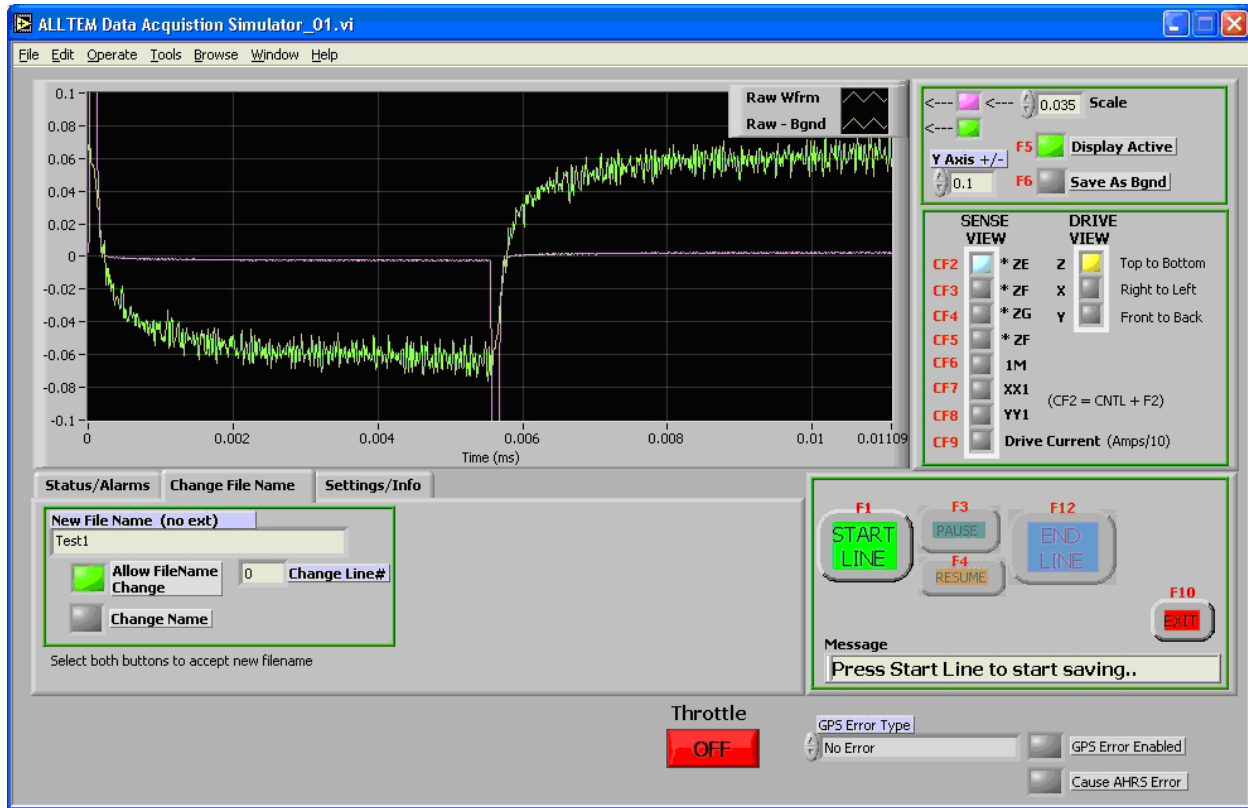 ALLTEM Data Acquistion Simulator_01.vi
File Edit Operate Tools Browse Window Help
Raw Wfrm
Raw - Bgnd
0.1
0.08
0.06
0.04
0.02
0
-0.02
-0.04
-0.06
-0.08
-0.1
0 0.002 0.004 0.006 0.008 0.01 0.01109
Time (ms)
<--- <--- 0.035 Scale
<---
Y Axis +/-
0.1
F5 Display Active
F6 Save As Bgnd
SENSE VIEW
DRIVE VIEW
CF2 * ZE
CF3 * ZF
CF4 * ZG
CF5 * ZF
CF6 1M
CF7 XX1
CF8 YY1
CF9 Drive Current (Amps/10)
Z Top to Bottom
X Right to Left
Y Front to Back
(CF2 = CNTL + F2)
Status/Alarms Change File Name Settings/Info
New File Name (no ext)
Test1
Allow FileName
Change
0 Change Line#
Change Name
Select both buttons to accept new filename
F1
START
LINE
F3
PAUSE
F4
RESUME
F12
END
LINE
F10
EXIT
Message
Press Start Line to start saving..
Throttle
OFF
GPS Error Type
No Error
GPS Error Enabled
Cause AHRS Error